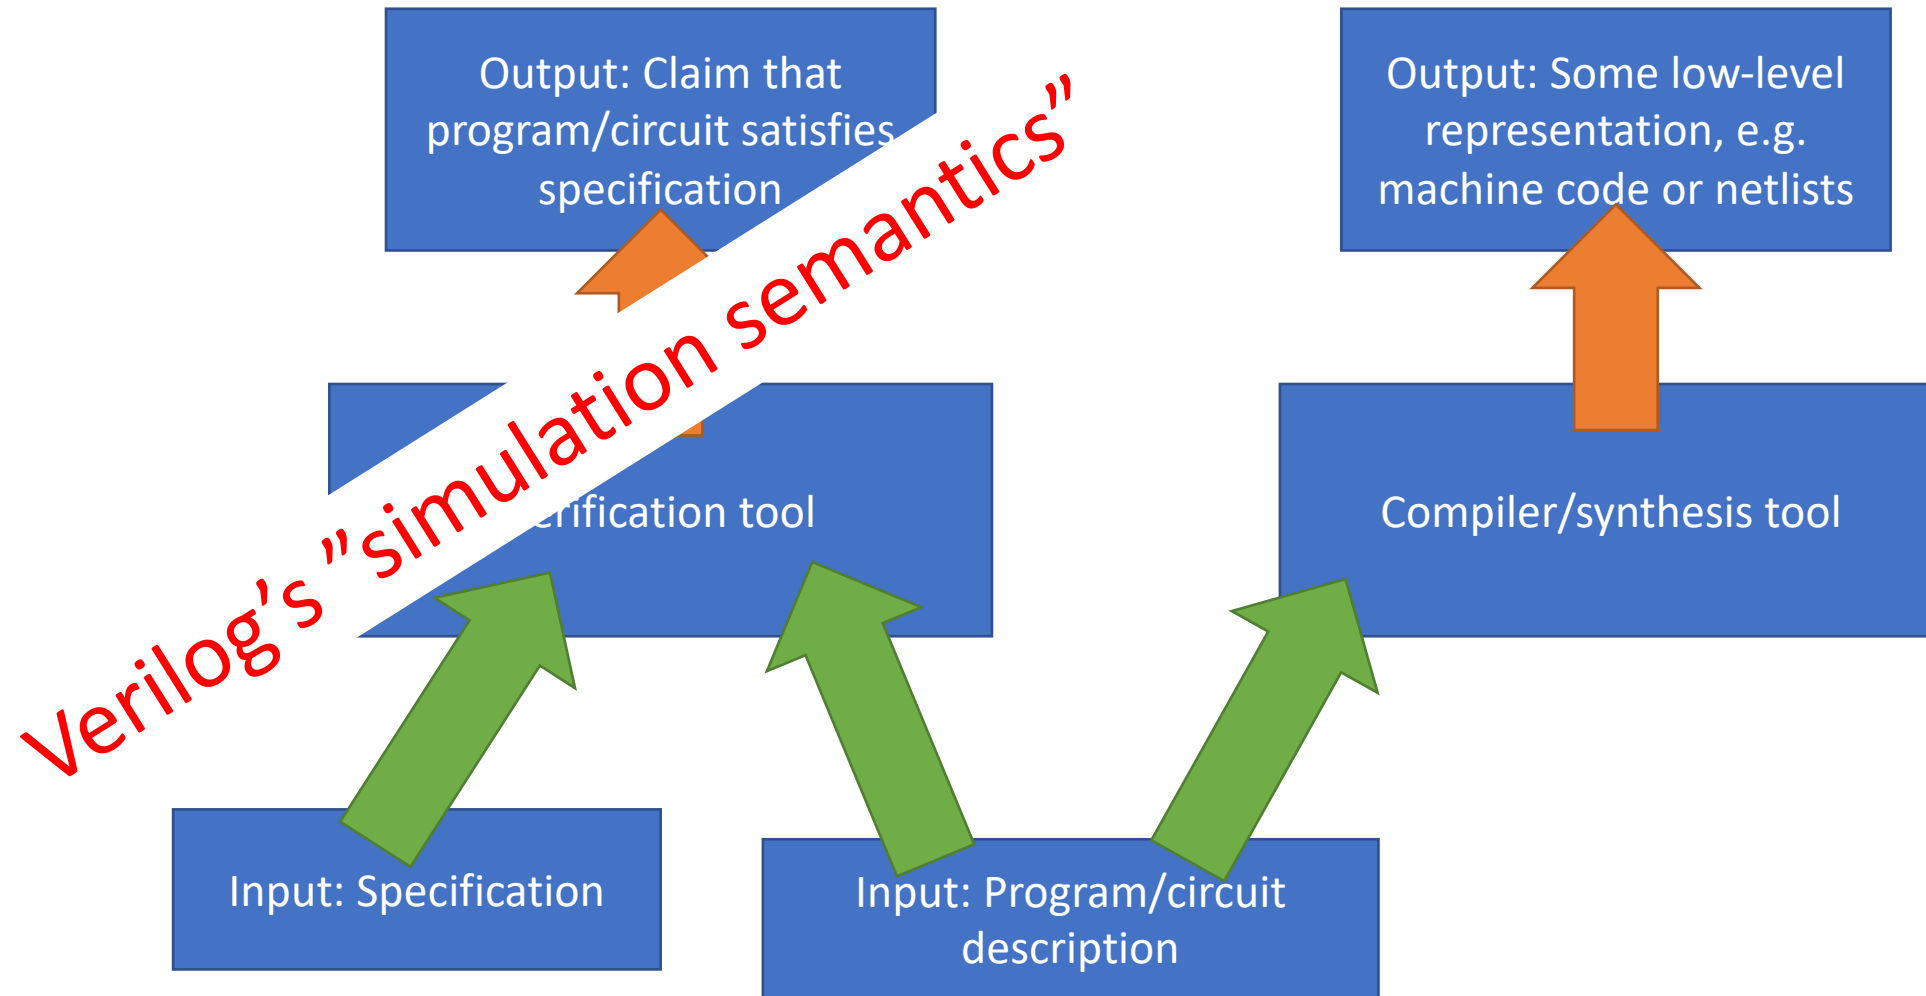 Output: Claim that
program/circuit satisfies
specification
Output: Some low-level
representation, e.g.
machine code or netlists
Verilog’s ”simulation semantics”
erification tool
Compiler/synthesis tool
Input: Specification
Input: Program/circuit
description